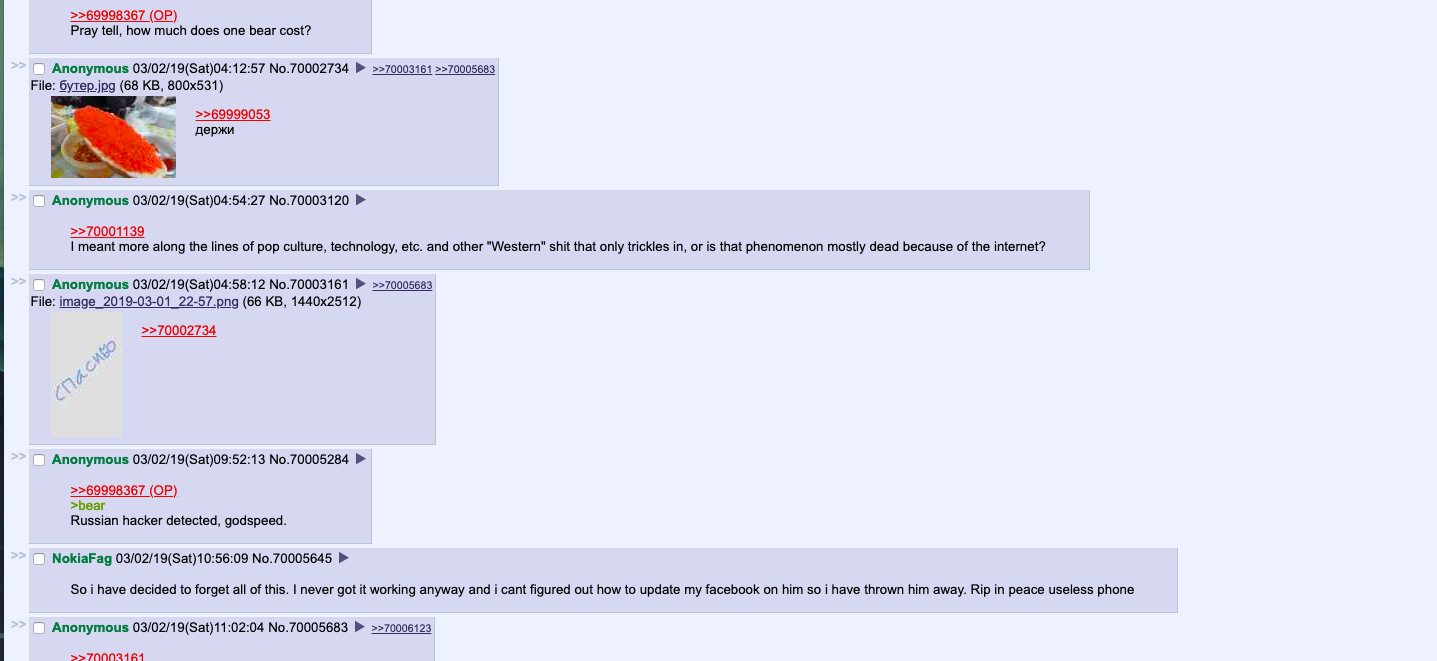 >>69998367 (OP)
Pray tell, how much does one bear cost?
>> Anonymous 03/02/19(Sat)04:12:57 No.70002734 ▶ >>70003161 >>70005683
File: бутер.jpg (68 KB, 800x531)
>>69999053
держи
>> Anonymous 03/02/19(Sat)04:54:27 No.70003120 ▶
>>70001139
I meant more along the lines of pop culture, technology, etc. and other "Western" shit that only trickles in, or is that phenomenon mostly dead because of the internet?
>> Anonymous 03/02/19(Sat)04:58:12 No.70003161 ▶ >>70005683
File: image_2019-03-01_22-57.png (66 KB, 1440x2512)
>>70002734
спасибо
>> Anonymous 03/02/19(Sat)09:52:13 No.70005284 ▶
>>69998367 (OP)
>bear
Russian hacker detected, godspeed.
>> NokiaFag 03/02/19(Sat)10:56:09 No.70005645 ▶
So i have decided to forget all of this. I never got it working anyway and i cant figured out how to update my facebook on him so i have thrown him away. Rip in peace useless phone
>> Anonymous 03/02/19(Sat)11:02:04 No.70005683 ▶ >>70006123
>>70003161